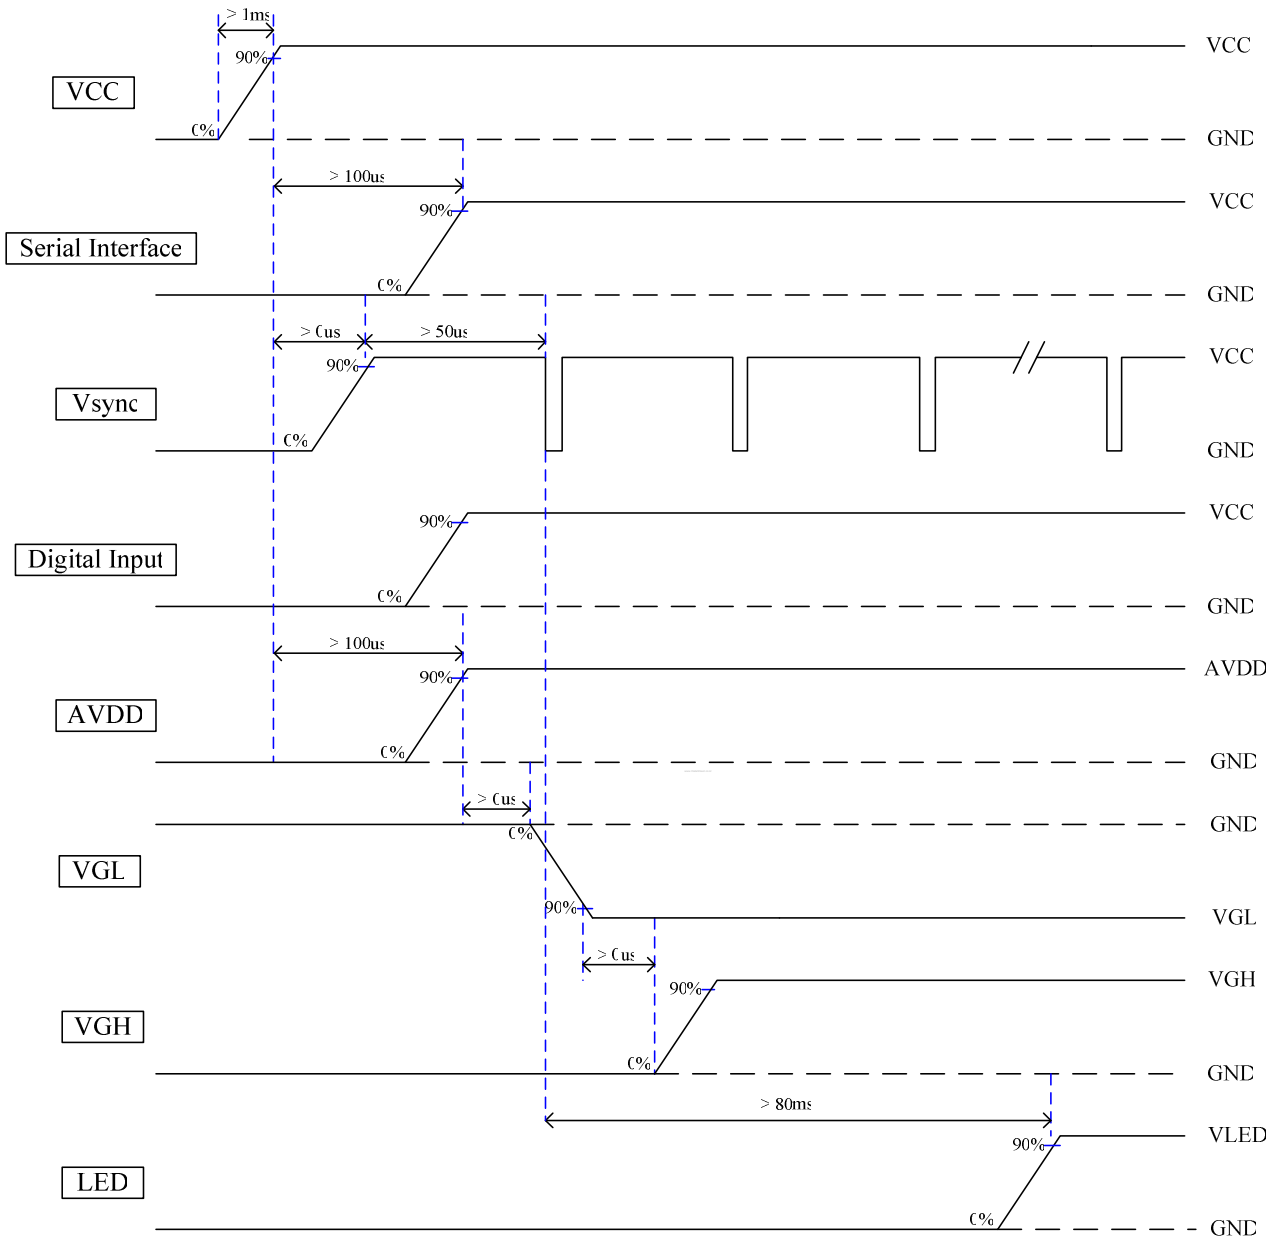 > 1ms
VCC
90%
VCC
0%
GND
> 100us
VCC
90%
Serial Interface
0%
GND
> 0us
> 50us
VCC
90%
Vsync
0%
GND
VCC
90%
Digital Input
0%
GND
> 100us
AVDD
90%
AVDD
0%
GND
> 0us
GND
0%
VGL
90%
VGL
> 0us
VGH
90%
VGH
0%
GND
> 80ms
VLED
90%
LED
0%
GND